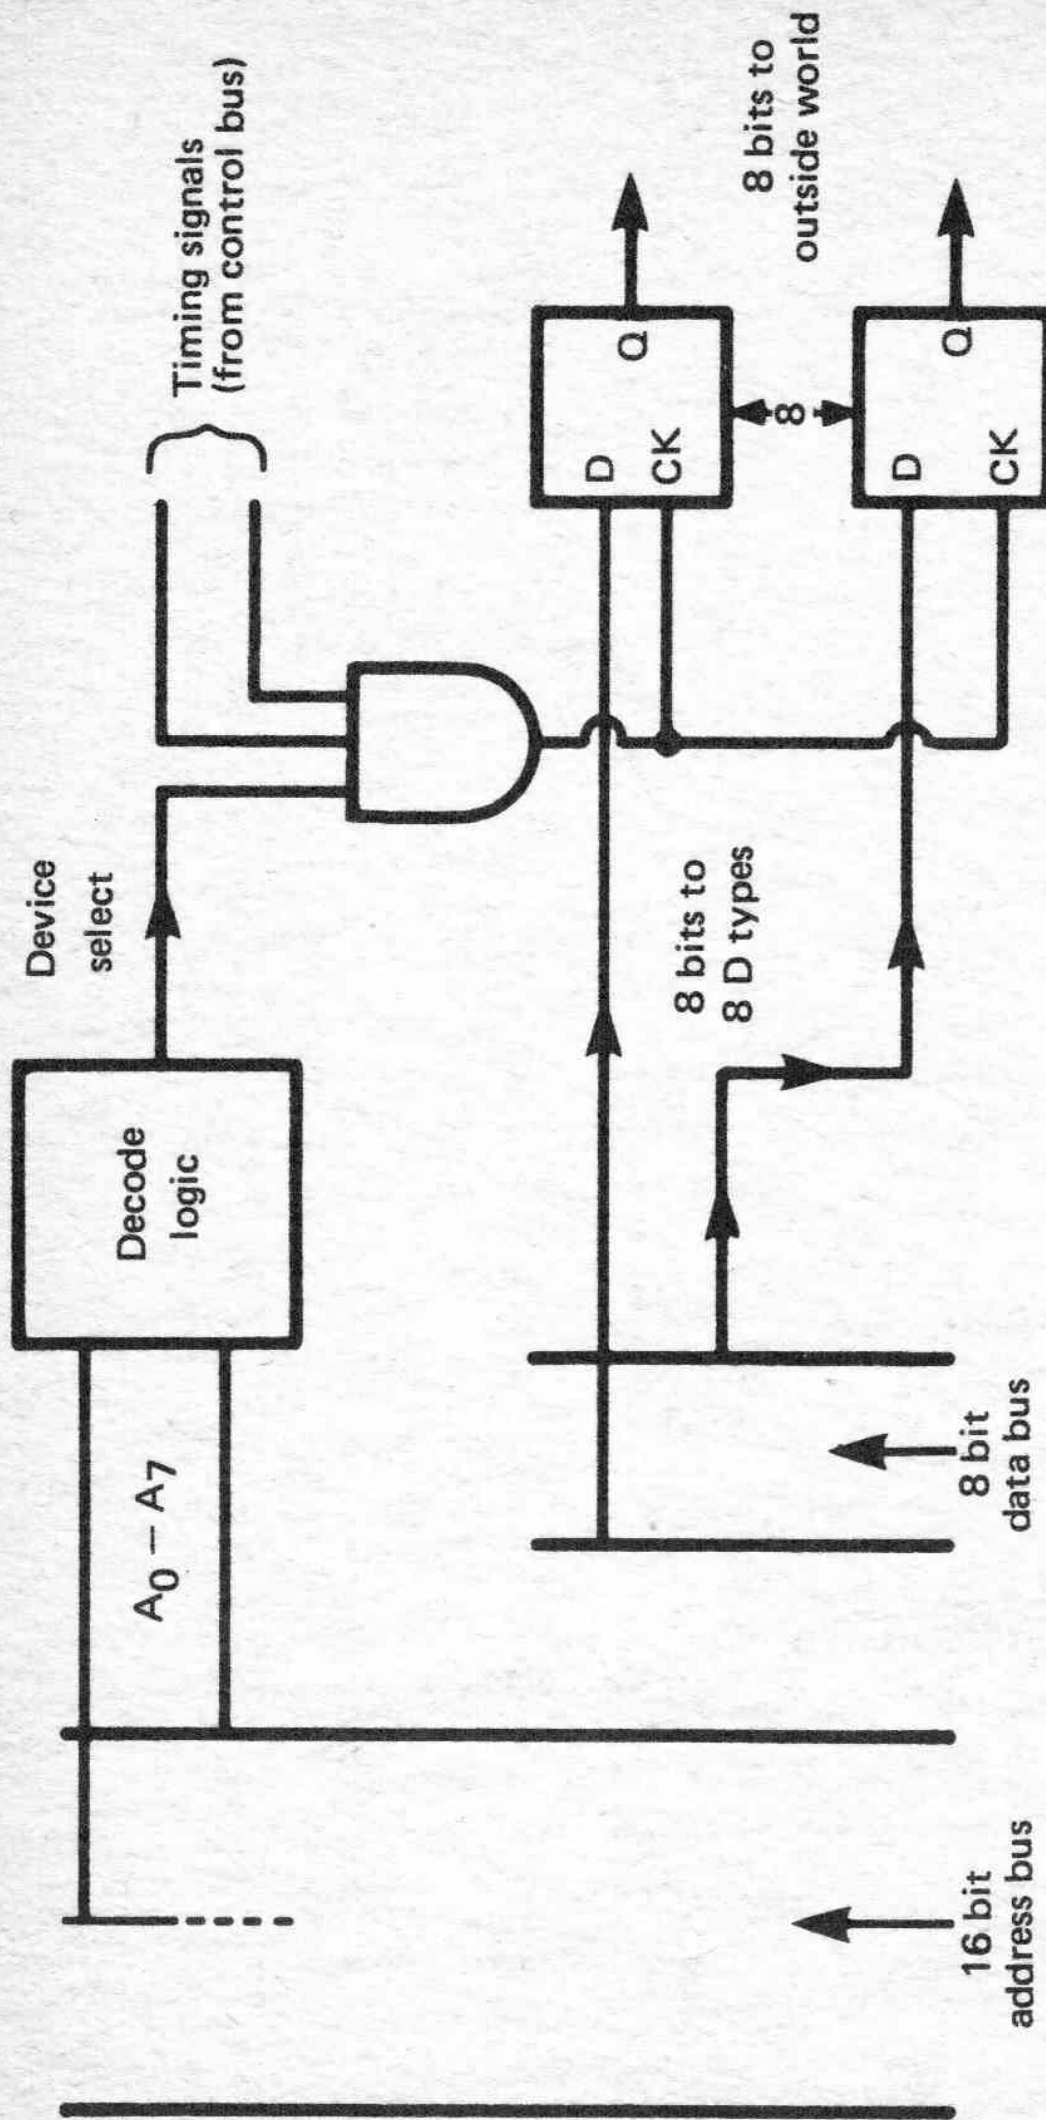 Timing signals
(from control bus)
Device
select
Decode
logic
A0 – A7
8 bits to
outside world
D
Q
CK
8
D
Q
CK
8 bits to
8 D types
8 bit
data bus
16 bit
address bus